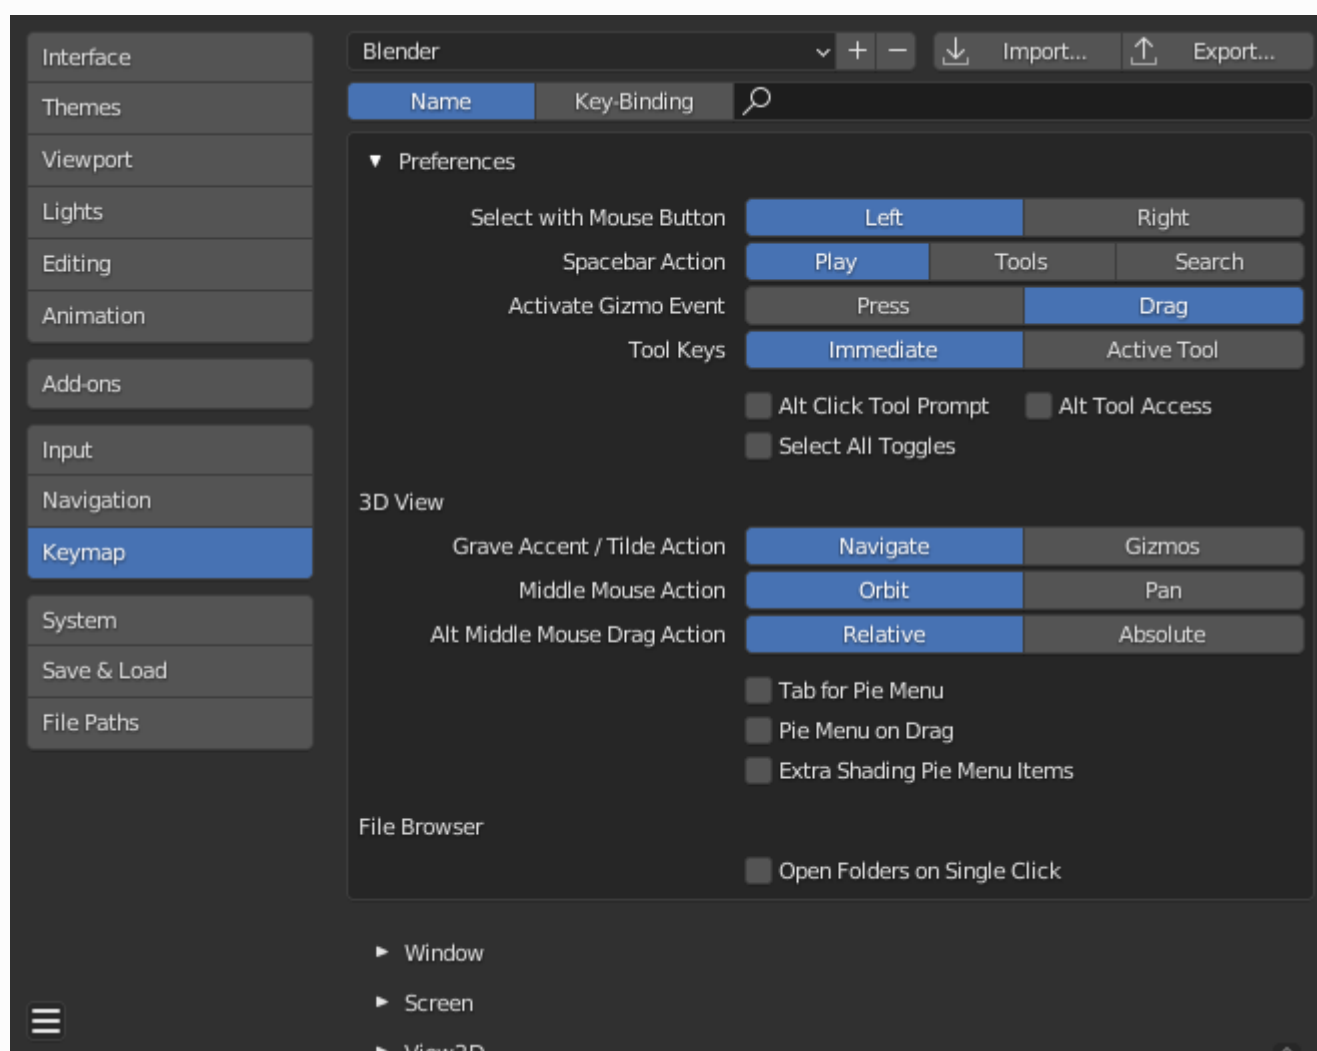 Interface
Themes
Viewport
Lights
Editing
Animation
Add-ons
Input
Navigation
Keymap
System
Save & Load
File Paths
Blender
Import...
Export...
Name Key-Binding
Preferences
Select with Mouse Button Left Right
Spacebar Action Play Tools Search
Activate Gizmo Event Press Drag
Tool Keys Immediate Active Tool
Alt Click Tool Prompt Alt Tool Access
Select All Toggles
3D View
Grave Accent / Tilde Action Navigate Gizmos
Middle Mouse Action Orbit Pan
Alt Middle Mouse Drag Action Relative Absolute
Tab for Pie Menu
Pie Menu on Drag
Extra Shading Pie Menu Items
File Browser
Open Folders on Single Click
Window
Screen
View3D